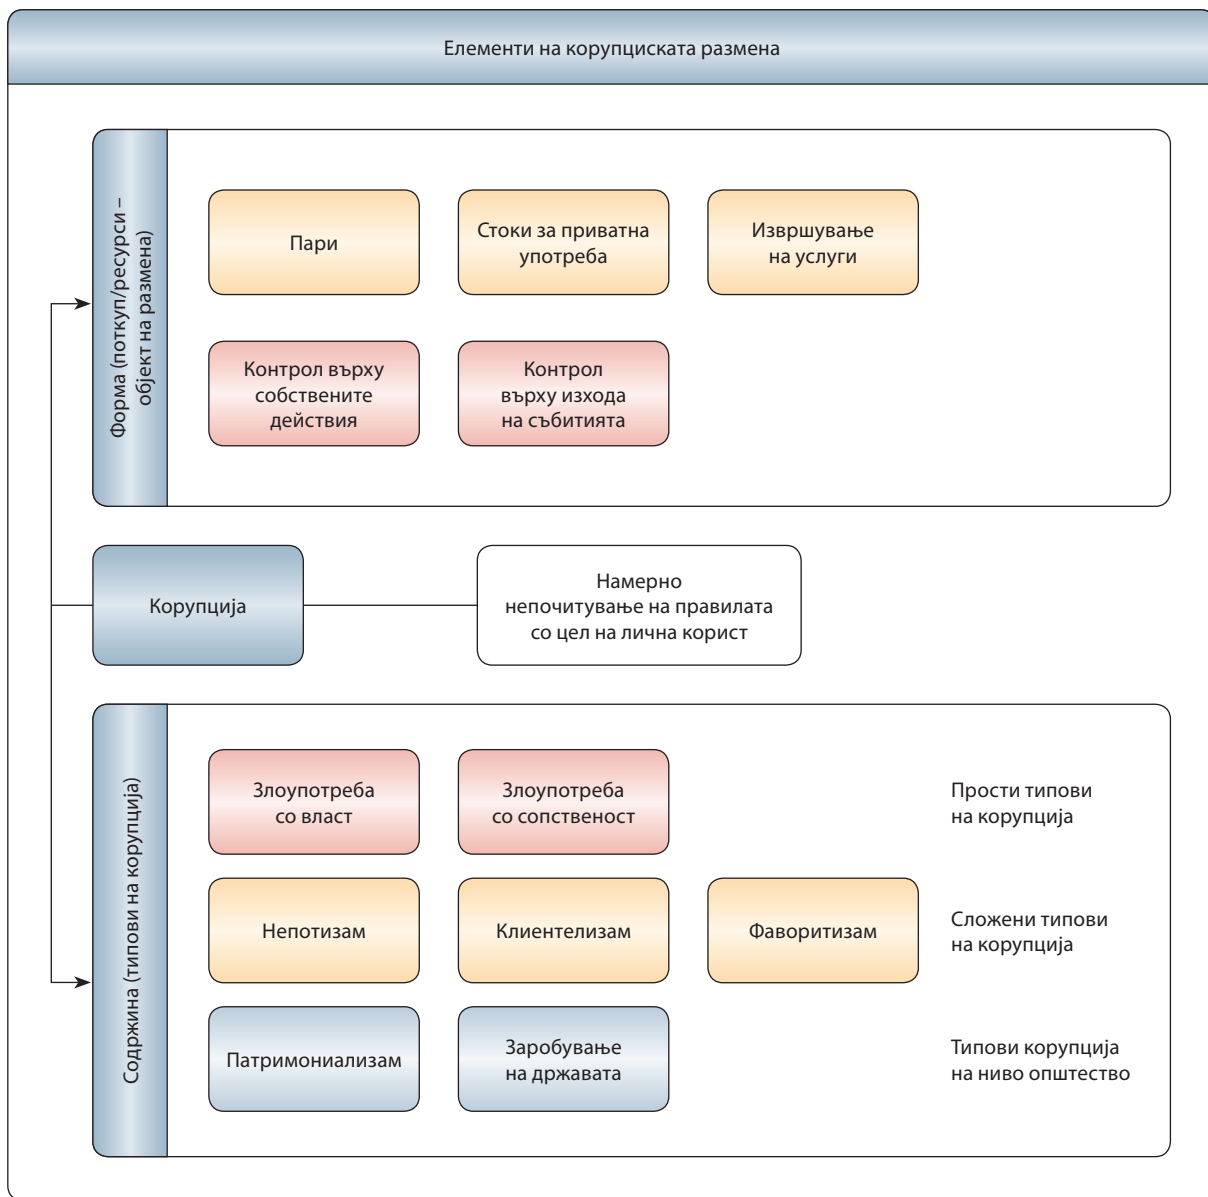 Елементи на корупциската размена
Форма (поткуп/ресурси –
објект на размена)
Пари
Стоки за приватна
употреба
Извршување
на услуги
Контрол върху
собствените
действия
Контрол
върху изхода
на събитията
Корупција
Намерно
непочитување на правилата
со цел на лична корист
Содржина (типови на корупција)
Злоупотреба
со власт
Злоупотреба
со сопственост
Прости типови
на корупција
Непотизам
Клиентелизам
Фаворитизам
Сложени типови
на корупција
Патримониализам
Заробување
на државата
Типови корупција
на ниво општество